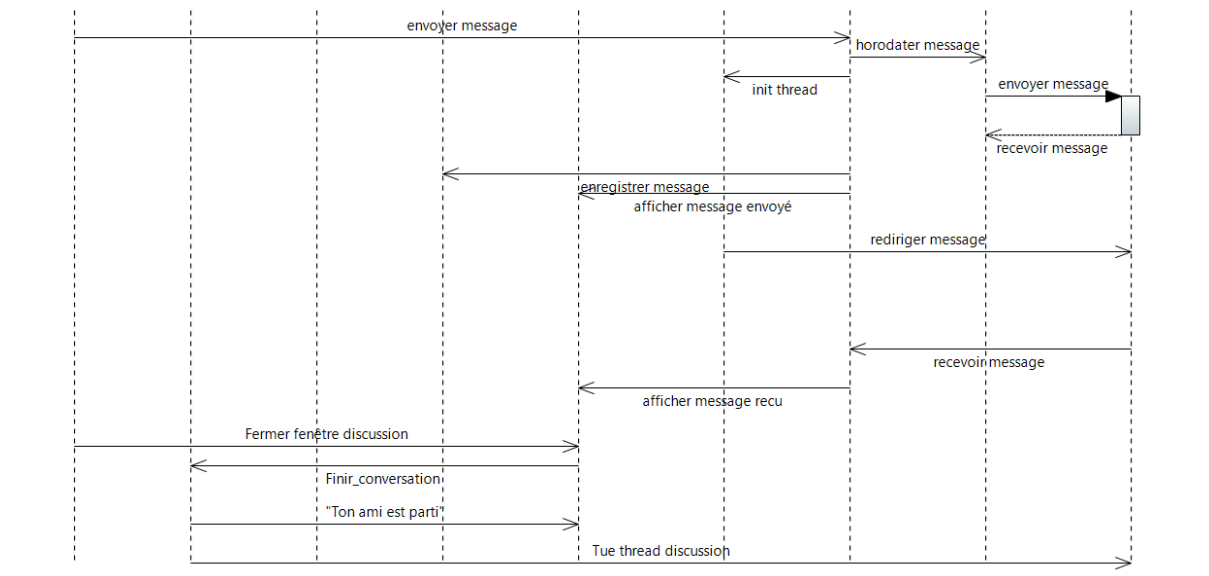 envoyer message
horodater message
init thread
envoyer message
recevoir message
enregistrer message
afficher message envoyé
rediriger message
recevoir message
afficher message recu
Fermer fenêtre discussion
Finir_conversation
"Ton ami est parti"
Tue thread discussion